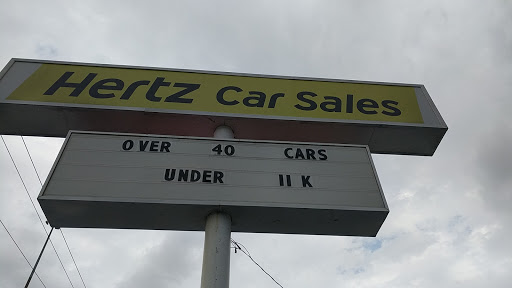 Hertz Car Sales
OVER 40 CARS
UNDER 11 K